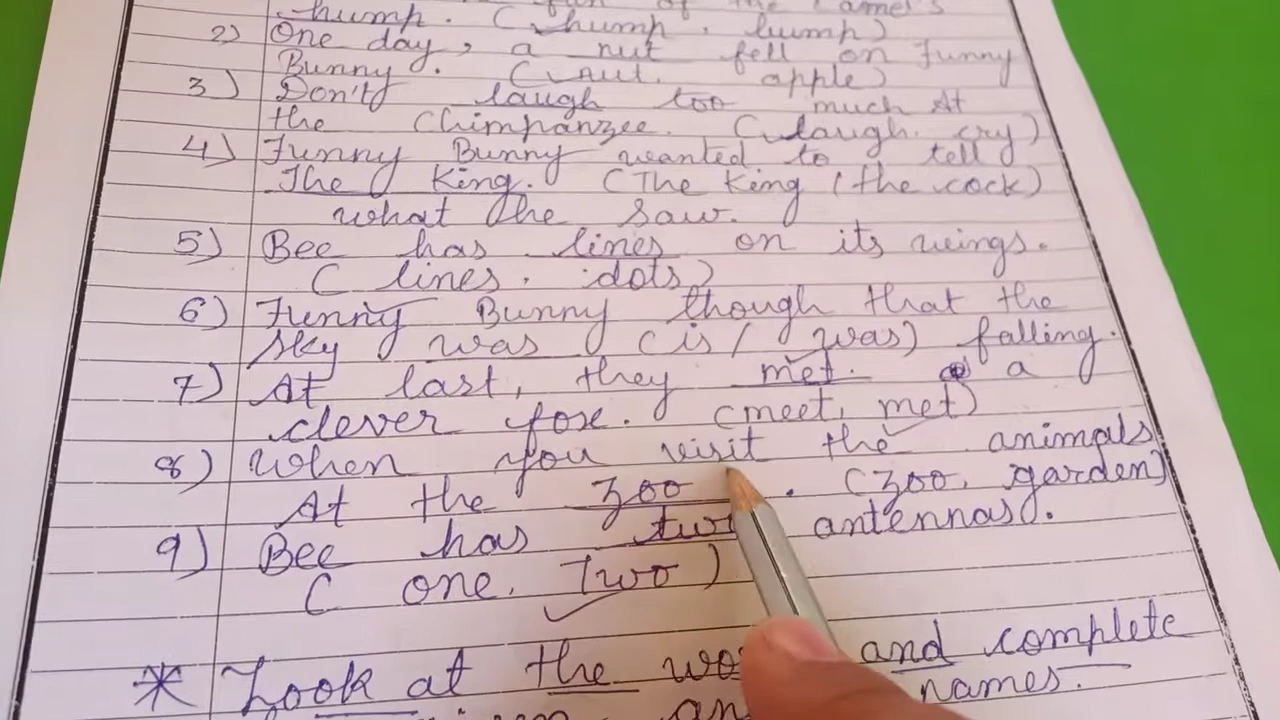 of the Camel's
hump. (hump, lump)
2) One day, a nut fell on Funny
Bunny. (nut, apple)
3) Don't laugh too much At
the Chimpanzee. (laugh, cry)
4) Funny Bunny wanted to tell
The King. (The King / the cock)
what he saw.
5) Bee has lines on its wings.
(lines, dots)
6) Funny Bunny though that the
sky was (is / was) falling.
7) At last, they met a
clever fox. (meet, met)
8) When you visit the animals
At the zoo. (zoo, garden)
9) Bee has two antennas.
(one, Two)
* Look at the and complete
names.